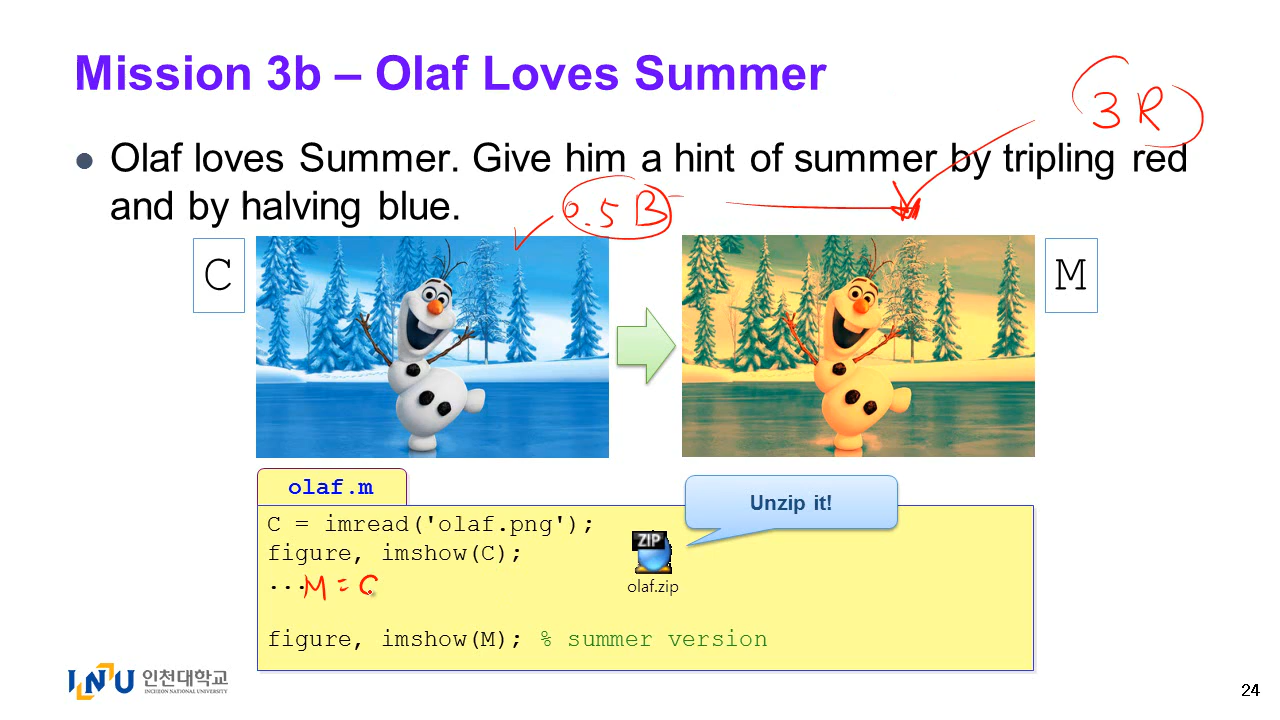 Mission 3b – Olaf Loves Summer
3R
● Olaf loves Summer. Give him a hint of summer by tripling red
and by halving blue.
0.5 B
C
M
olaf.m
Unzip it!
C = imread('olaf.png');
figure, imshow(C);
... M = C
ZIP
olaf.zip
figure, imshow(M); % summer version
INU 인천대학교
INCHEON NATIONAL UNIVERSITY
24